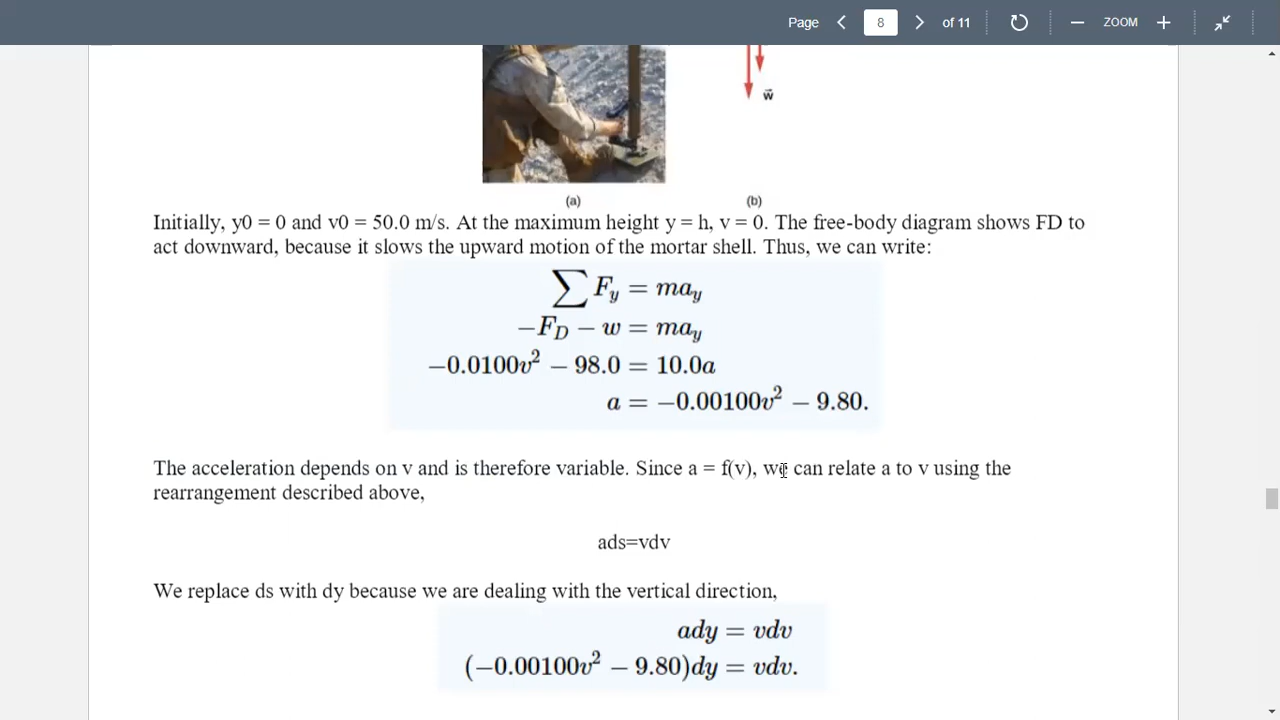 Page 8 of 11 ZOOM
w⃗
(a) (b)
Initially, y0 = 0 and v0 = 50.0 m/s. At the maximum height y = h, v = 0. The free-body diagram shows FD to
act downward, because it slows the upward motion of the mortar shell. Thus, we can write:
∑ F_y = ma_y
−F_D − w = ma_y
−0.0100v² − 98.0 = 10.0a
a = −0.00100v² − 9.80.
The acceleration depends on v and is therefore variable. Since a = f(v), we can relate a to v using the
rearrangement described above,
ads=vdv
We replace ds with dy because we are dealing with the vertical direction,
ady = vdv
(−0.00100v² − 9.80)dy = vdv.